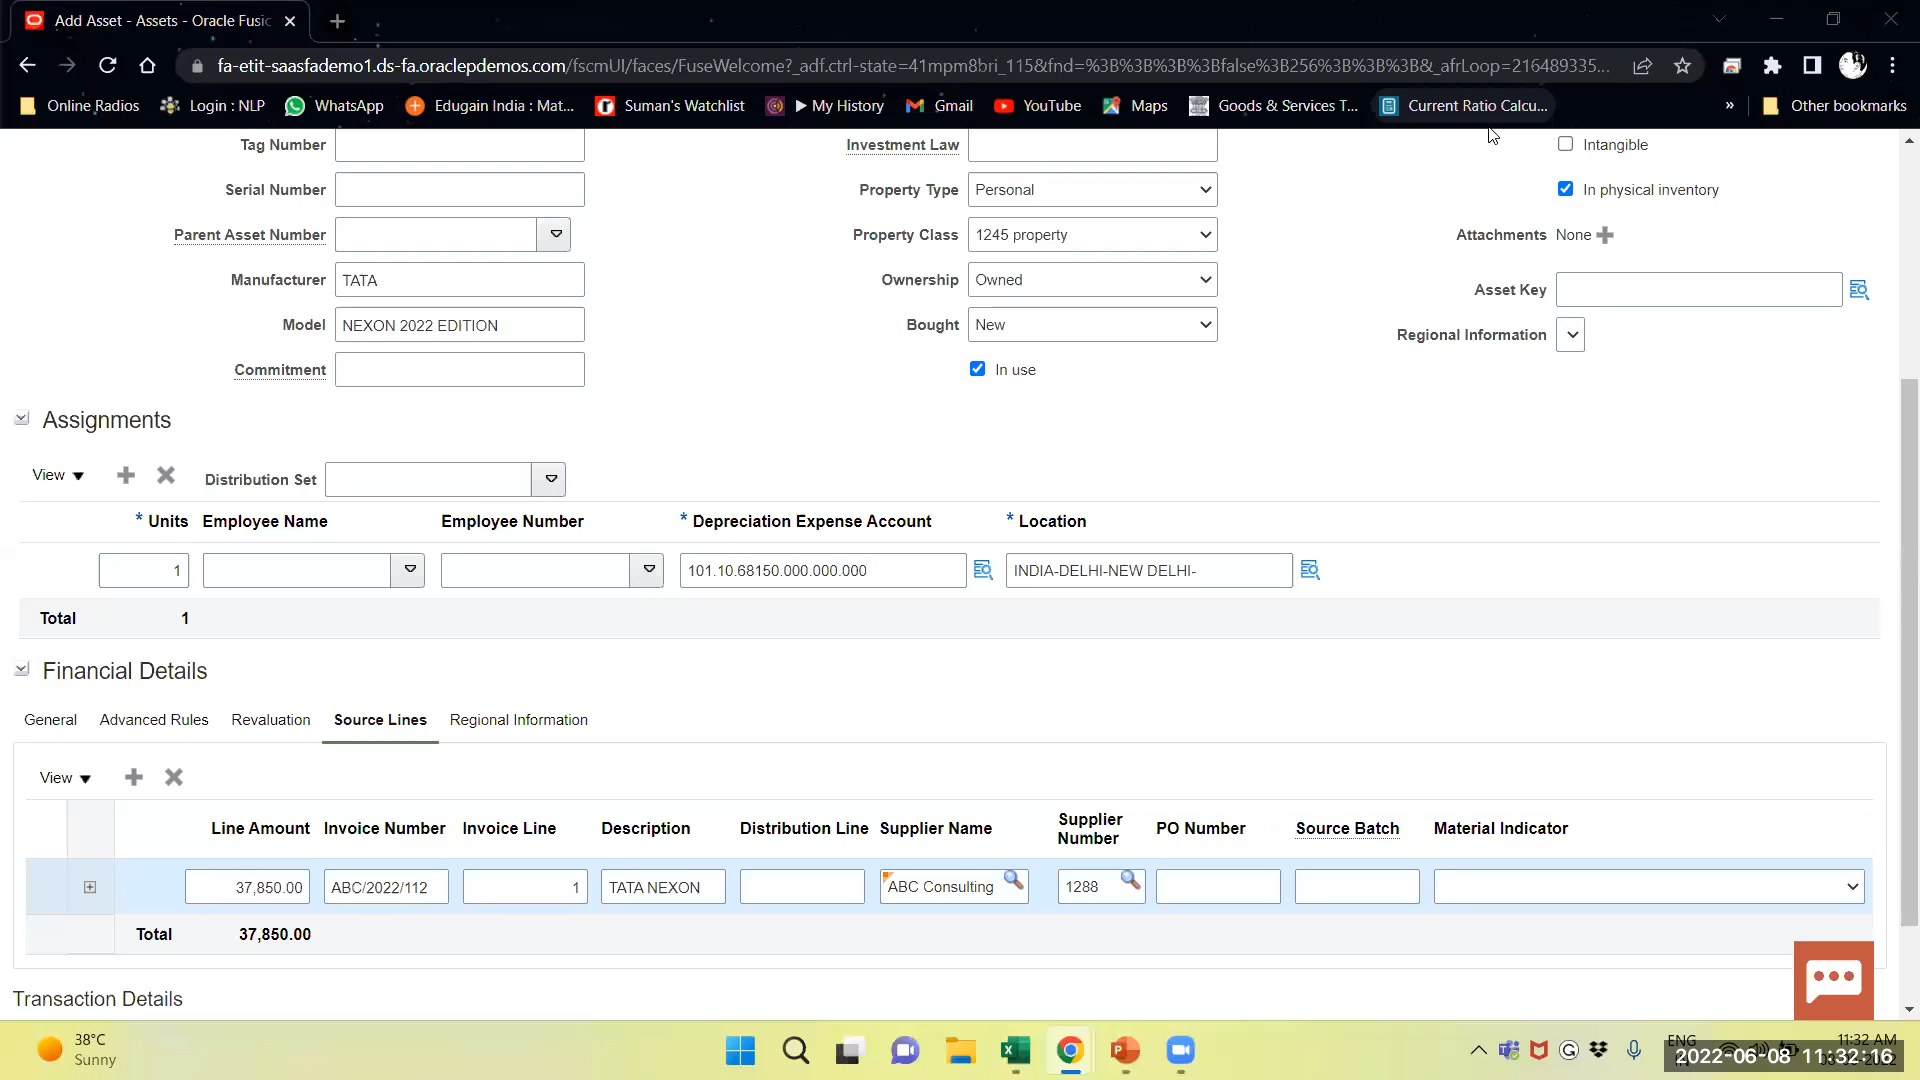 Add Asset - Assets - Oracle Fusic
fa-etit-saasfademo1.ds-fa.oraclepdemos.com/fscmUI/faces/FuseWelcome?_adf.ctrl-state=41mpm8bri_115&fnd=%3B%3B%3B%3Bfalse%3B256%3B%3B%3B&_afrLoop=216489335...
Online Radios Login : NLP WhatsApp Edugain India : Mat... Suman's Watchlist My History Gmail YouTube Maps Goods & Services T... Current Ratio Calcu... » Other bookmarks
Tag Number Investment Law Intangible
Serial Number Property Type Personal In physical inventory
Parent Asset Number Property Class 1245 property Attachments None
Manufacturer TATA Ownership Owned Asset Key
Model NEXON 2022 EDITION Bought New Regional Information
Commitment In use
Assignments
View Distribution Set
* Units Employee Name Employee Number * Depreciation Expense Account * Location
1 101.10.68150.000.000.000 INDIA-DELHI-NEW DELHI-
Total 1
Financial Details
General Advanced Rules Revaluation Source Lines Regional Information
View
Line Amount Invoice Number Invoice Line Description Distribution Line Supplier Name Supplier Number PO Number Source Batch Material Indicator
37,850.00 ABC/2022/112 1 TATA NEXON ABC Consulting 1288
Total 37,850.00
Transaction Details
38°C
Sunny
ENG 11:32 AM
2022-06-08 11:32:16